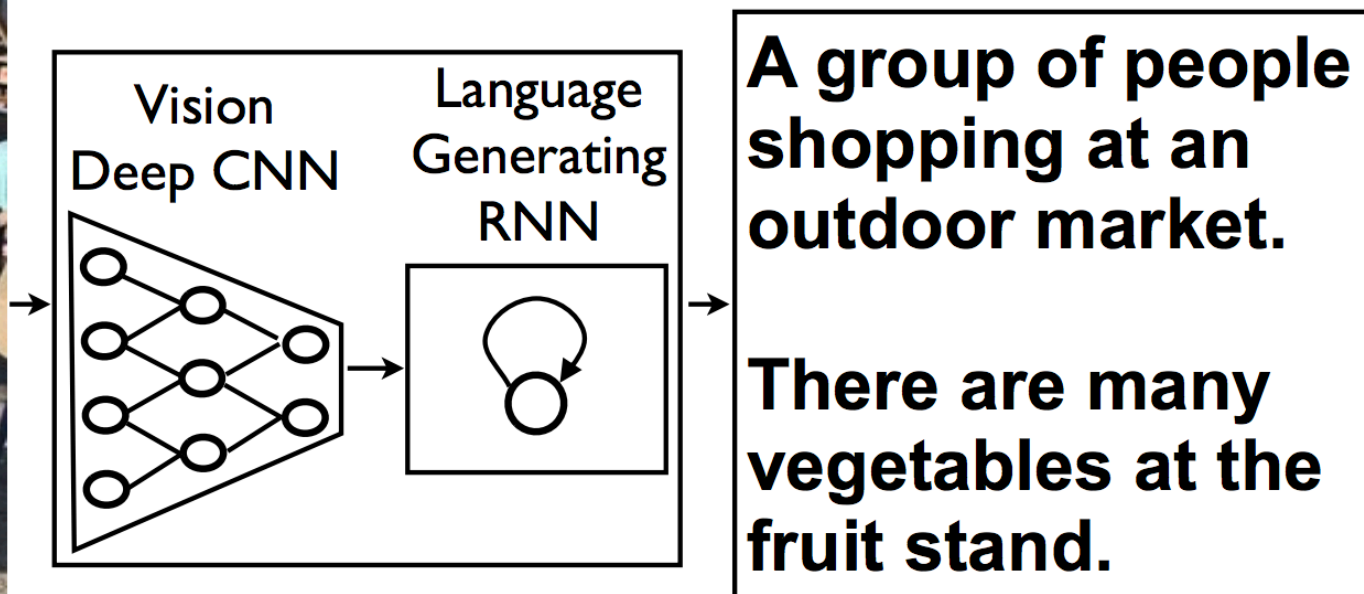 Vision
Deep CNN
Language
Generating
RNN
A group of people
shopping at an
outdoor market.
There are many
vegetables at the
fruit stand.